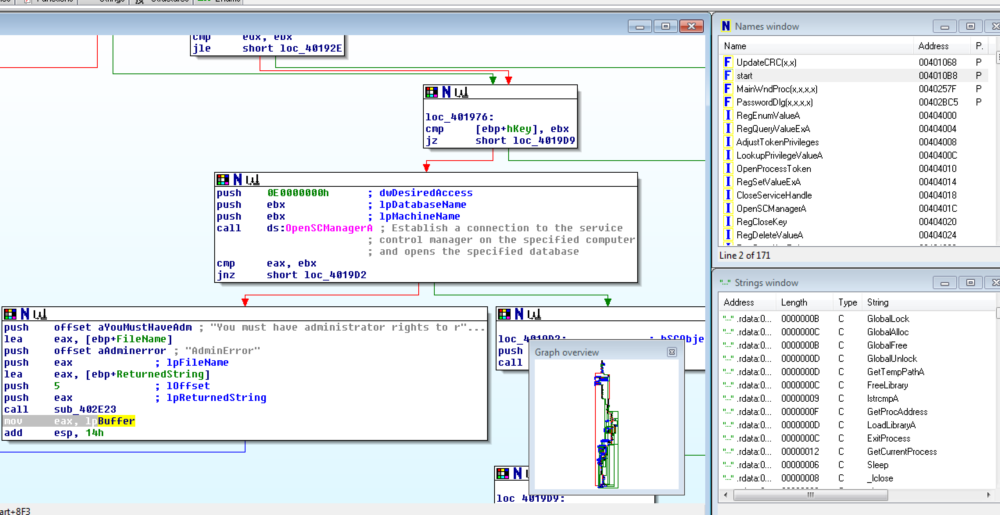 Functions
Strings
Structures
Enums
cmp eax, ebx
jle short loc_40192E
loc_401976:
cmp [ebp+hKey], ebx
jz short loc_4019D9
push 0E0000000h ; dwDesiredAccess
push ebx ; lpDatabaseName
push ebx ; lpMachineName
call ds:OpenSCManagerA ; Establish a connection to the service
; control manager on the specified computer
; and opens the specified database
cmp eax, ebx
jnz short loc_4019D2
push offset aYouMustHaveAdm ; "You must have administrator rights to r"...
lea eax, [ebp+FileName]
push offset aAdminerror ; "AdminError"
push eax ; lpFileName
lea eax, [ebp+ReturnedString]
push 5 ; lOffset
push eax ; lpReturnedString
call sub_402E23
mov eax, lpBuffer
add esp, 14h
loc_4019D2: ; hSCObje
push
call
Graph overview
loc_4019D9:
art+8F3
N Names window
Name Address P.
F UpdateCRC(x,x) 00401068 P
F start 004010B8 P
F MainWndProc(x,x,x,x) 0040257F P
F PasswordDlg(x,x,x,x) 00402BC5 P
I RegEnumValueA 00404000
I RegQueryValueExA 00404004
I AdjustTokenPrivileges 00404008
I LookupPrivilegeValueA 0040400C
I OpenProcessToken 00404010
I RegSetValueExA 00404014
I CloseServiceHandle 00404018
I OpenSCManagerA 0040401C
I RegCloseKey 00404020
I RegDeleteValueA 00404024
Line 2 of 171
"..." Strings window
Address Length Type String
"..." .rdata:0... 0000000B C GlobalLock
"..." .rdata:0... 0000000C C GlobalAlloc
"..." .rdata:0... 0000000B C GlobalFree
"..." .rdata:0... 0000000D C GlobalUnlock
"..." .rdata:0... 0000000D C GetTempPathA
"..." .rdata:0... 0000000C C FreeLibrary
"..." .rdata:0... 00000009 C lstrcmpA
"..." .rdata:0... 0000000F C GetProcAddress
"..." .rdata:0... 0000000D C LoadLibraryA
"..." .rdata:0... 0000000C C ExitProcess
"..." .rdata:0... 00000012 C GetCurrentProcess
"..." .rdata:0... 00000006 C Sleep
"..." .rdata:0... 00000008 C _lclose